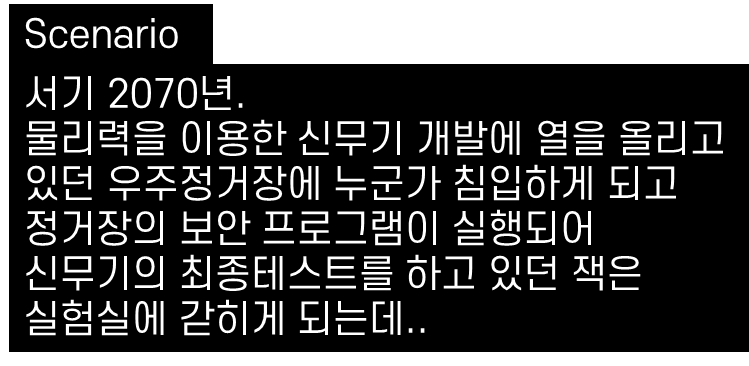 Scenario
서기 2070년.
물리력을 이용한 신무기 개발에 열을 올리고
있던 우주정거장에 누군가 침입하게 되고
정거장의 보안 프로그램이 실행되어
신무기의 최종테스트를 하고 있던 잭은
실험실에 갇히게 되는데..